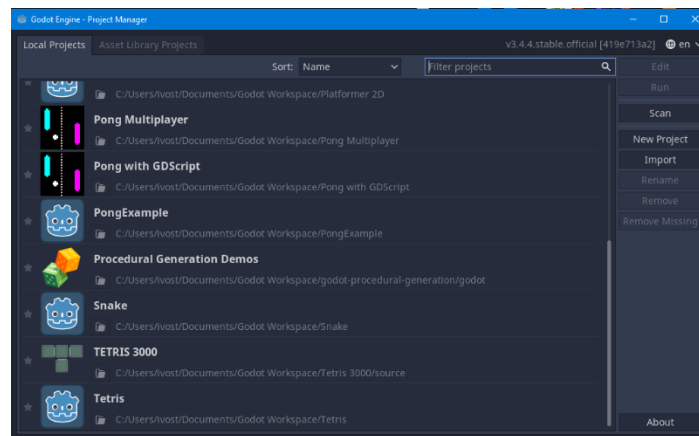 Godot Engine - Project Manager
Local Projects Asset Library Projects v3.4.4.stable.official [419e713a2] en
Sort: Name Filter projects Edit
Run
C:/Users/ivost/Documents/Godot Workspace/Platformer 2D
Scan
Pong Multiplayer
C:/Users/ivost/Documents/Godot Workspace/Pong Multiplayer
New Project
Import
Pong with GDScript
C:/Users/ivost/Documents/Godot Workspace/Pong with GDScript
Rename
Remove
PongExample
C:/Users/ivost/Documents/Godot Workspace/PongExample
Remove Missing
Procedural Generation Demos
C:/Users/ivost/Documents/Godot Workspace/godot-procedural-generation/godot
Snake
C:/Users/ivost/Documents/Godot Workspace/Snake
TETRIS 3000
C:/Users/ivost/Documents/Godot Workspace/Tetris 3000/source
Tetris
C:/Users/ivost/Documents/Godot Workspace/Tetris
About